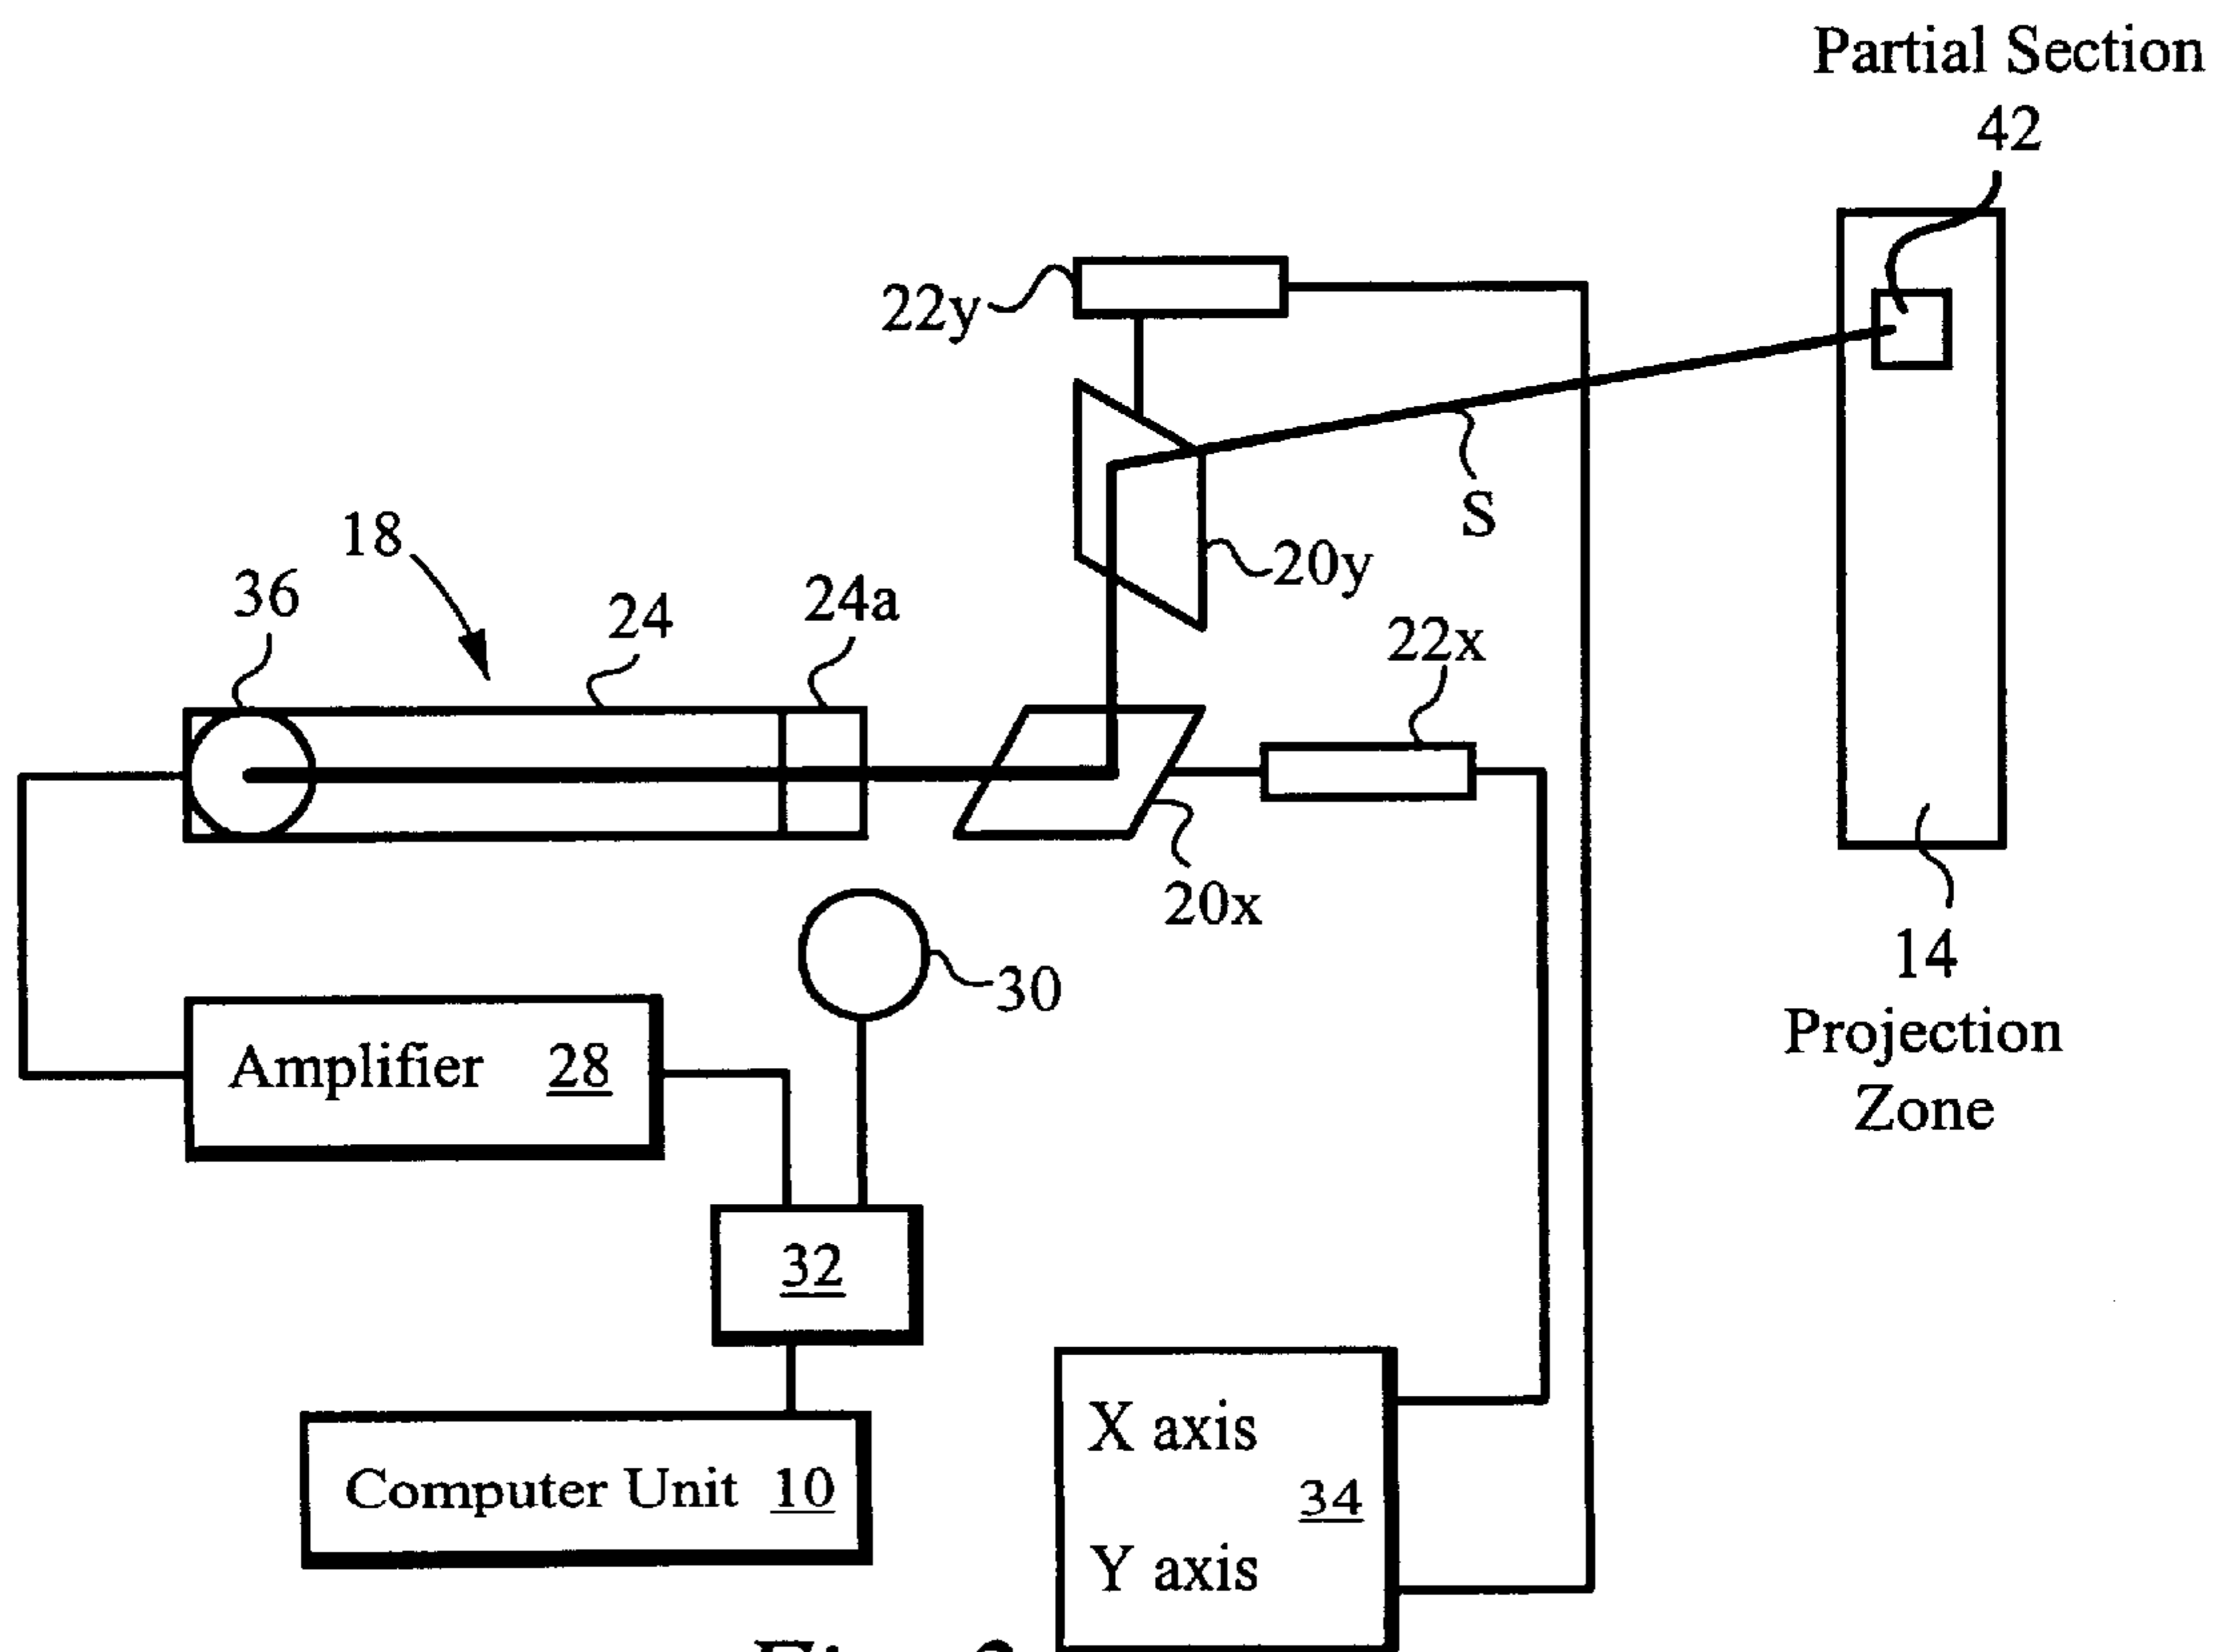 Partial Section
42
22y
S
18
20y
36
24
24a
22x
20x
30
14
Projection
Zone
Amplifier 28
32
X axis
34
Computer Unit 10
Y axis